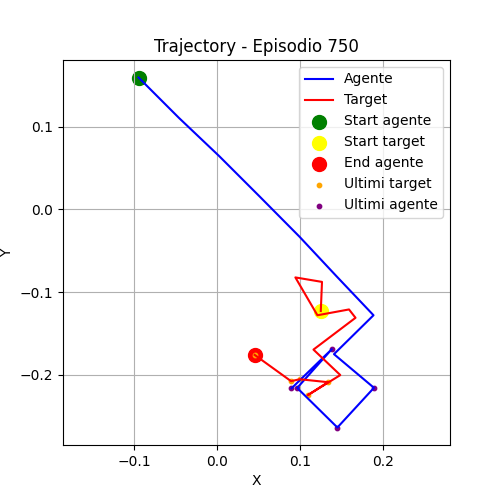 Trajectory - Episodio 750
Agente
Target
Start agente
Start target
End agente
Ultimi target
Ultimi agente
0.1
0.0
−0.1
−0.2
Y
−0.1
0.0
0.1
0.2
X